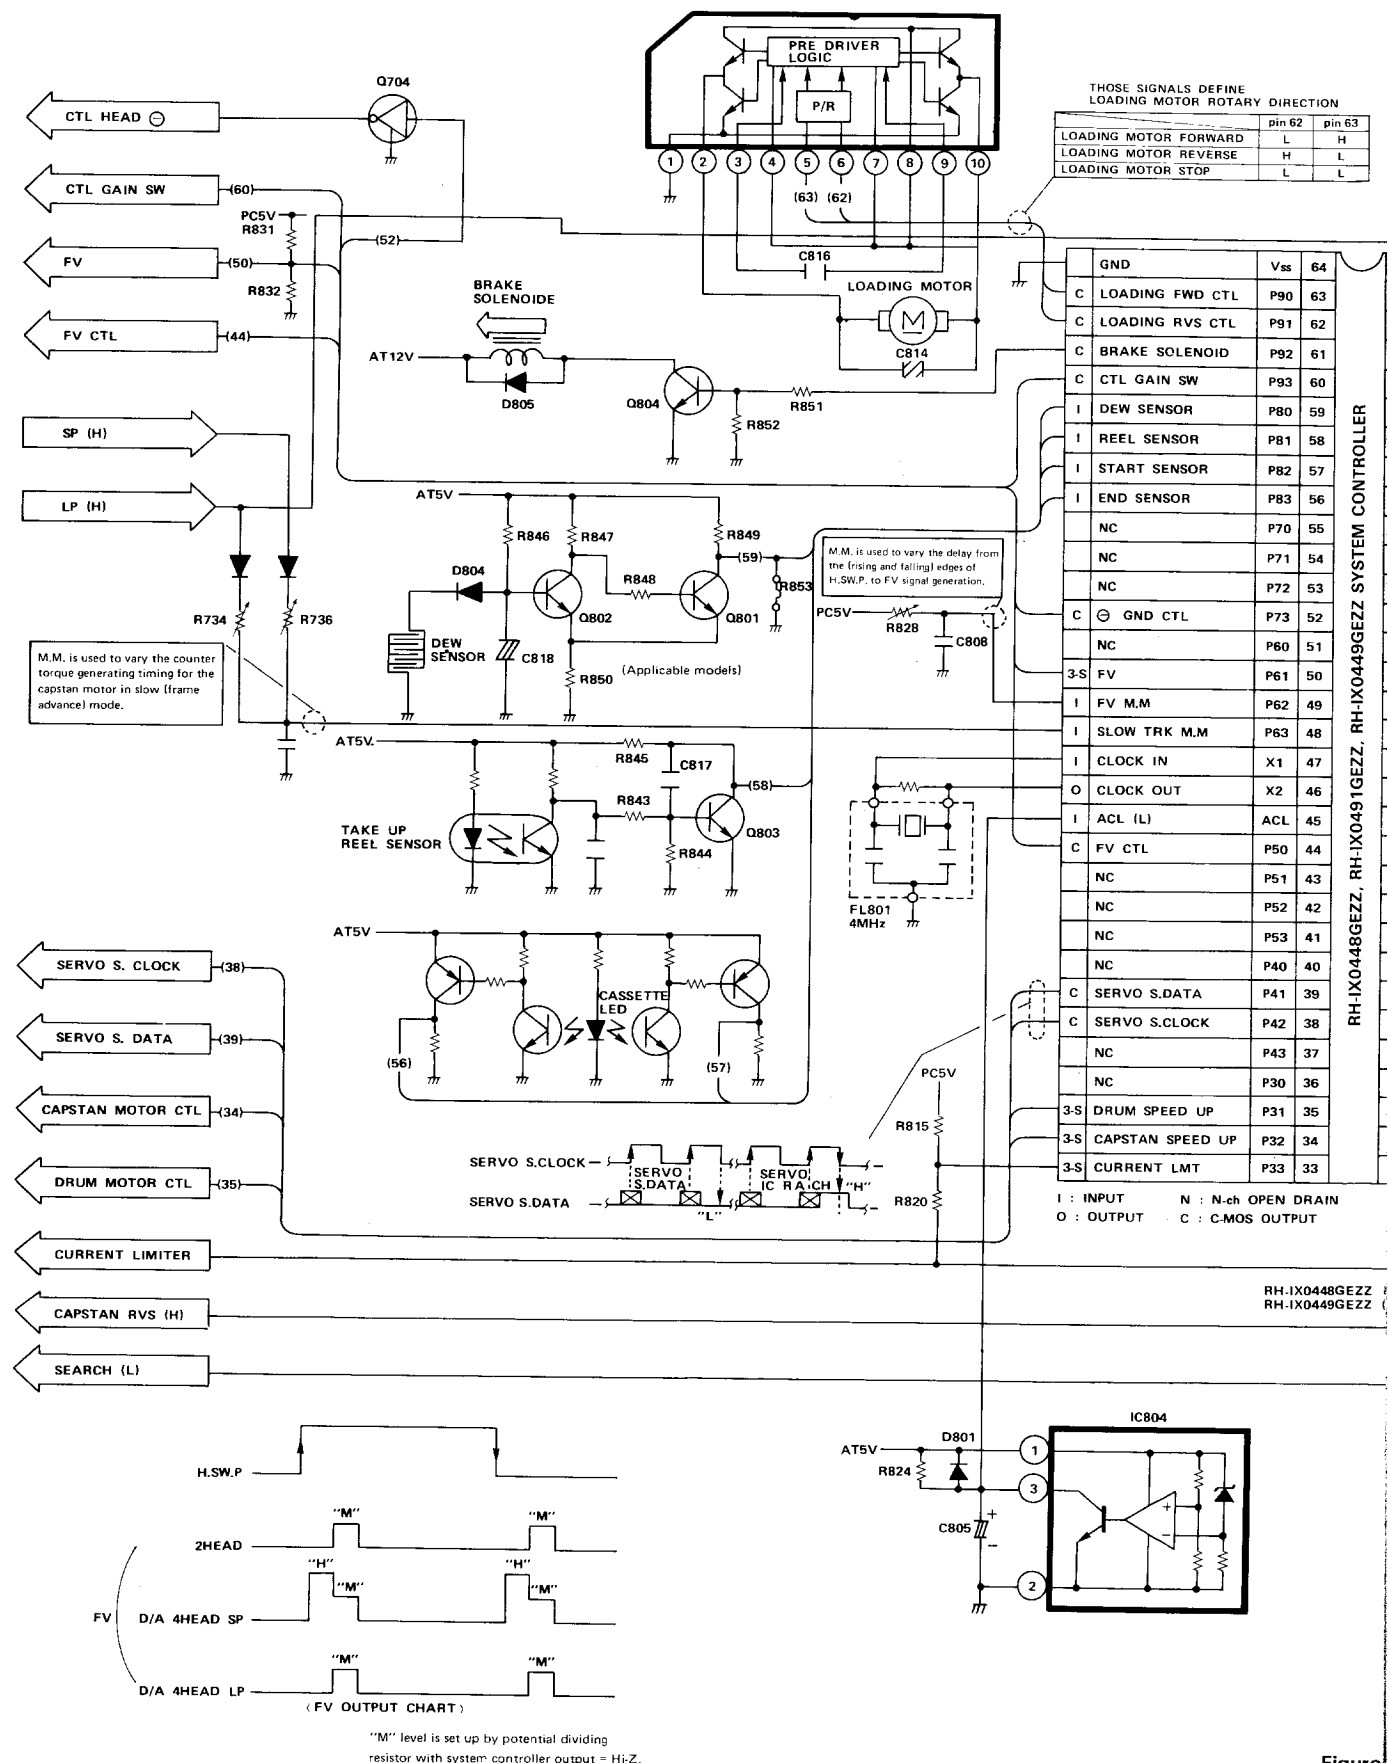 PRE DRIVER
LOGIC
P/R
1 2 3 4 5 6 7 8 9 10
(63) (62)
THOSE SIGNALS DEFINE
LOADING MOTOR ROTARY DIRECTION
pin 62 pin 63
LOADING MOTOR FORWARD L H
LOADING MOTOR REVERSE H L
LOADING MOTOR STOP L L
Q704
CTL HEAD ⊖
CTL GAIN SW (60)
PC5V
R831
(52)
FV (50)
R832
FV CTL (44)
C816
LOADING MOTOR
M
C814
BRAKE
SOLENOIDE
AT12V
D805
Q804
R851
R852
SP (H)
LP (H)
AT5V
R846
R847
R849
(59)
D804
R848
R853
Q802
Q801
DEW
SENSOR
C818
R850
(Applicable models)
M.M. is used to vary the delay from
the (rising and falling) edges of
H.SW.P. to FV signal generation.
PC5V
R828
C808
R734
R736
M.M. is used to vary the counter
torque generating timing for the
capstan motor in slow (frame
advance) mode.
AT5V.
R845
C817
(58)
R843
Q803
R844
TAKE UP
REEL SENSOR
FL801
4MHz
AT5V
CASSETTE
LED
(56)
(57)
SERVO S. CLOCK (38)
SERVO S. DATA (39)
CAPSTAN MOTOR CTL (34)
DRUM MOTOR CTL (35)
CURRENT LIMITER
CAPSTAN RVS (H)
SEARCH (L)
PC5V
R815
R820
SERVO S.CLOCK
SERVO
S.DATA
SERVO
IC RACH
"H"
SERVO S.DATA
"L"
GND Vss 64
C LOADING FWD CTL P90 63
C LOADING RVS CTL P91 62
C BRAKE SOLENOID P92 61
C CTL GAIN SW P93 60
I DEW SENSOR P80 59
I REEL SENSOR P81 58
I START SENSOR P82 57
I END SENSOR P83 56
NC P70 55
NC P71 54
NC P72 53
C ⊖ GND CTL P73 52
NC P60 51
3-S FV P61 50
I FV M.M P62 49
I SLOW TRK M.M P63 48
I CLOCK IN X1 47
O CLOCK OUT X2 46
I ACL (L) ACL 45
C FV CTL P50 44
NC P51 43
NC P52 42
NC P53 41
NC P40 40
C SERVO S.DATA P41 39
C SERVO S.CLOCK P42 38
NC P43 37
NC P30 36
3-S DRUM SPEED UP P31 35
3-S CAPSTAN SPEED UP P32 34
3-S CURRENT LMT P33 33
RH-IX0448GEZZ, RH-IX0491GEZZ, RH-IX0449GEZZ SYSTEM CONTROLLER
I : INPUT N : N-ch OPEN DRAIN
O : OUTPUT C : C-MOS OUTPUT
RH-IX0448GEZZ
RH-IX0449GEZZ (
IC804
D801
AT5V
R824
1
3
C805
+
−
2
+
−
H.SW.P
"M" "M"
2HEAD
"H" "M" "H" "M"
FV
D/A 4HEAD SP
"M" "M"
D/A 4HEAD LP
(FV OUTPUT CHART)
"M" level is set up by potential dividing
resistor with system controller output = Hi-Z.
Figure